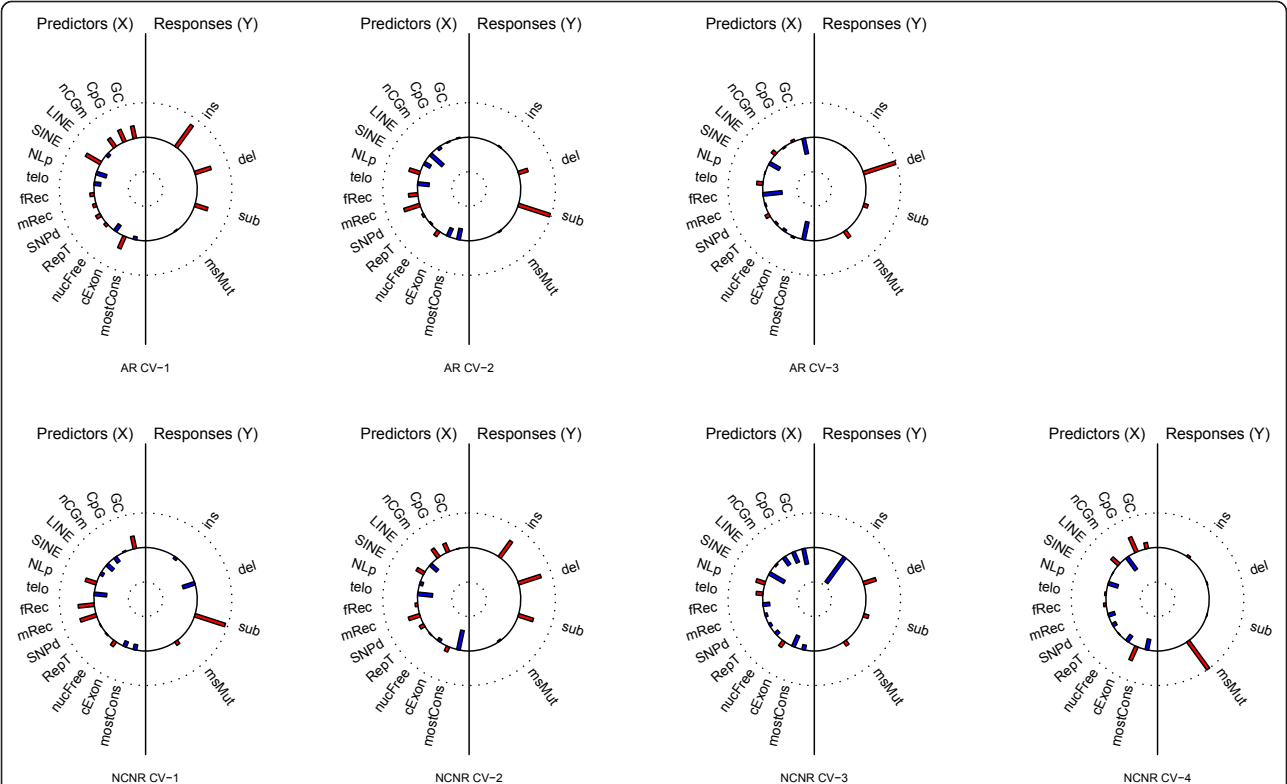 Predictors (X) Responses (Y)
GC
CpG
nCGm
LINE
SINE
NLp
telo
fRec
mRec
SNPd
RepT
nucFree
cExon
mostCons
ins
del
sub
msMut
AR CV−1
Predictors (X) Responses (Y)
GC
CpG
nCGm
LINE
SINE
NLp
telo
fRec
mRec
SNPd
RepT
nucFree
cExon
mostCons
ins
del
sub
msMut
AR CV−2
Predictors (X) Responses (Y)
GC
CpG
nCGm
LINE
SINE
NLp
telo
fRec
mRec
SNPd
RepT
nucFree
cExon
mostCons
ins
del
sub
msMut
AR CV−3
Predictors (X) Responses (Y)
GC
CpG
nCGm
LINE
SINE
NLp
telo
fRec
mRec
SNPd
RepT
nucFree
cExon
mostCons
ins
del
sub
msMut
NCNR CV−1
Predictors (X) Responses (Y)
GC
CpG
nCGm
LINE
SINE
NLp
telo
fRec
mRec
SNPd
RepT
nucFree
cExon
mostCons
ins
del
sub
msMut
NCNR CV−2
Predictors (X) Responses (Y)
GC
CpG
nCGm
LINE
SINE
NLp
telo
fRec
mRec
SNPd
RepT
nucFree
cExon
mostCons
ins
del
sub
msMut
NCNR CV−3
Predictors (X) Responses (Y)
GC
CpG
nCGm
LINE
SINE
NLp
telo
fRec
mRec
SNPd
RepT
nucFree
cExon
mostCons
ins
del
sub
msMut
NCNR CV−4